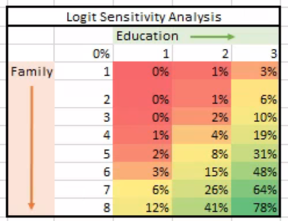 Logit Sensitivity Analysis
Education
0% 1 2 3
Family 1 0% 1% 3%
2 0% 1% 6%
3 0% 2% 10%
4 1% 4% 19%
5 2% 8% 31%
6 3% 15% 48%
7 6% 26% 64%
8 12% 41% 78%